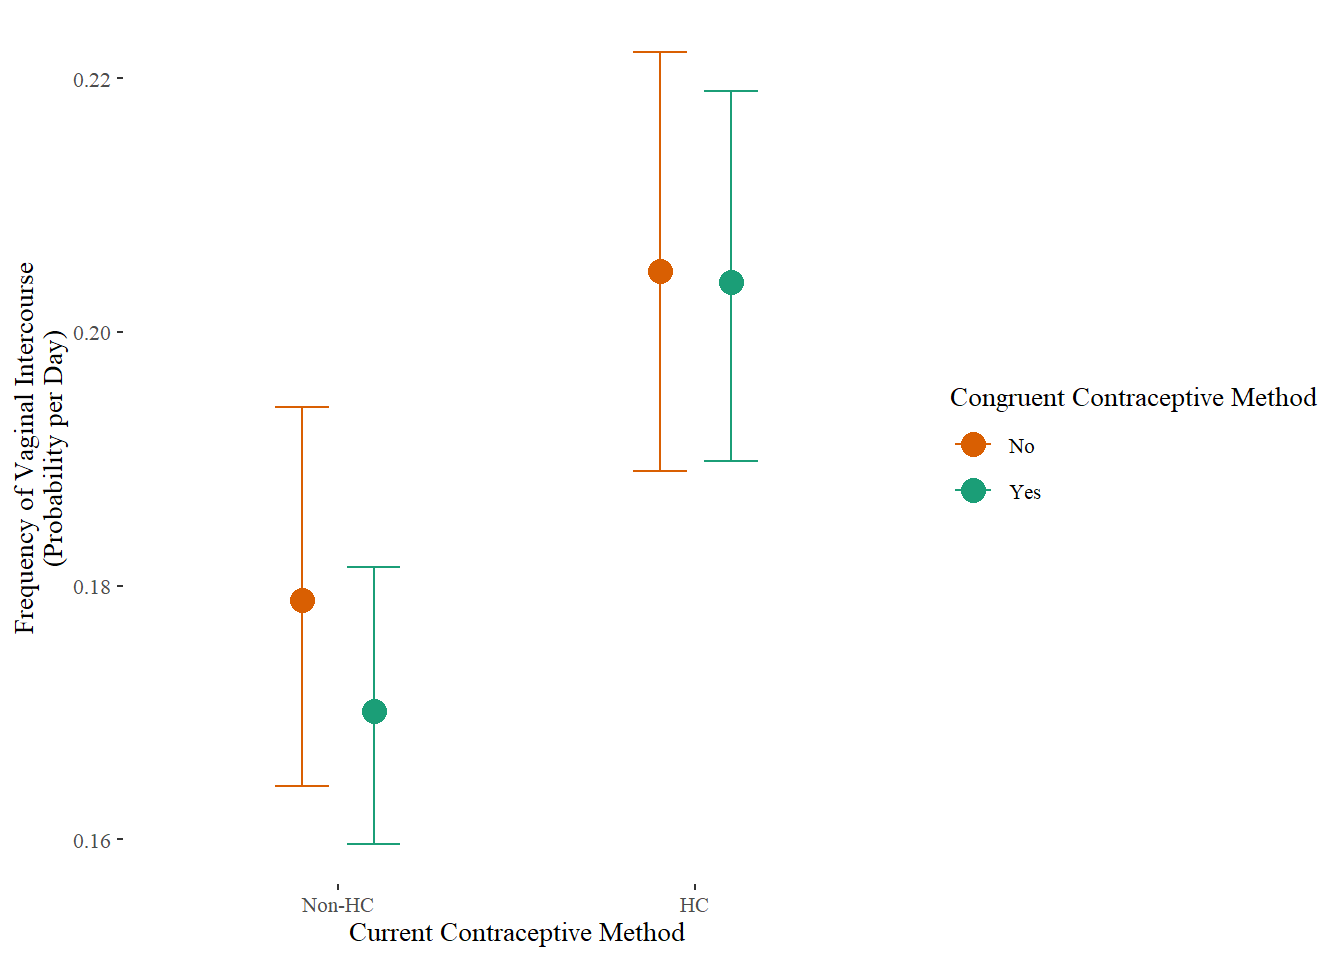 Frequency of Vaginal Intercourse
(Probability per Day)
0.22
0.20
0.18
0.16
Non-HC
HC
Current Contraceptive Method
Congruent Contraceptive Method
No
Yes